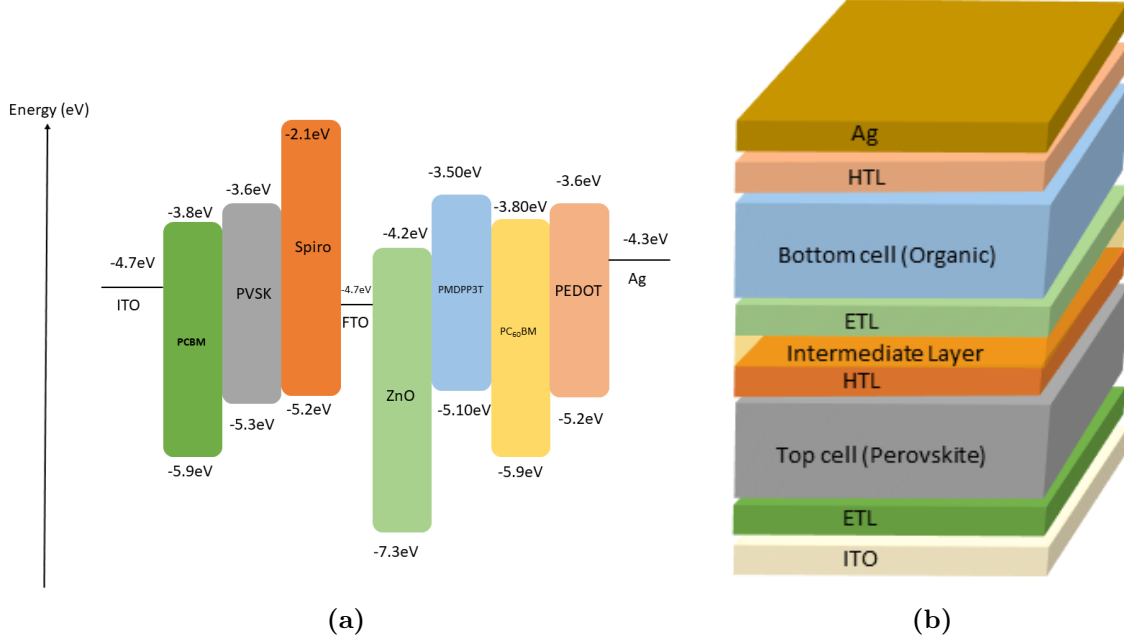 Energy (eV)
-4.7eV
ITO
-3.8eV
PCBM
-5.9eV
-3.6eV
PVSK
-5.3eV
-2.1eV
Spiro
-5.2eV
-4.7eV
FTO
-4.2eV
ZnO
-7.3eV
-3.50eV
PMDPP3T
-5.10eV
-3.80eV
PC₆₀BM
-5.9eV
-3.6eV
PEDOT
-5.2eV
-4.3eV
Ag
(a)
Ag
HTL
Bottom cell (Organic)
ETL
Intermediate Layer
HTL
Top cell (Perovskite)
ETL
ITO
(b)